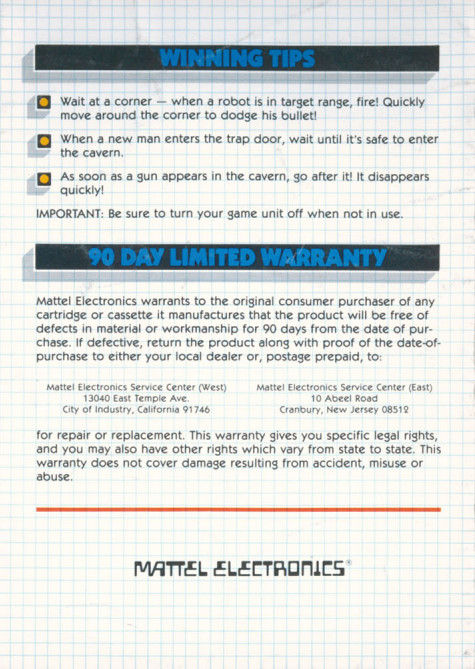 WINNING TIPS
Wait at a corner — when a robot is in target range, fire! Quickly
move around the corner to dodge his bullet!
When a new man enters the trap door, wait until it's safe to enter
the cavern.
As soon as a gun appears in the cavern, go after it! It disappears
quickly!
IMPORTANT: Be sure to turn your game unit off when not in use.
90 DAY LIMITED WARRANTY
Mattel Electronics warrants to the original consumer purchaser of any
cartridge or cassette it manufactures that the product will be free of
defects in material or workmanship for 90 days from the date of pur-
chase. If defective, return the product along with proof of the date-of-
purchase to either your local dealer or, postage prepaid, to:
Mattel Electronics Service Center (West)
13040 East Temple Ave.
City of Industry, California 91746
Mattel Electronics Service Center (East)
10 Abeel Road
Cranbury, New Jersey 08512
for repair or replacement. This warranty gives you specific legal rights,
and you may also have other rights which vary from state to state. This
warranty does not cover damage resulting from accident, misuse or
abuse.
MATTEL ELECTRONICS®